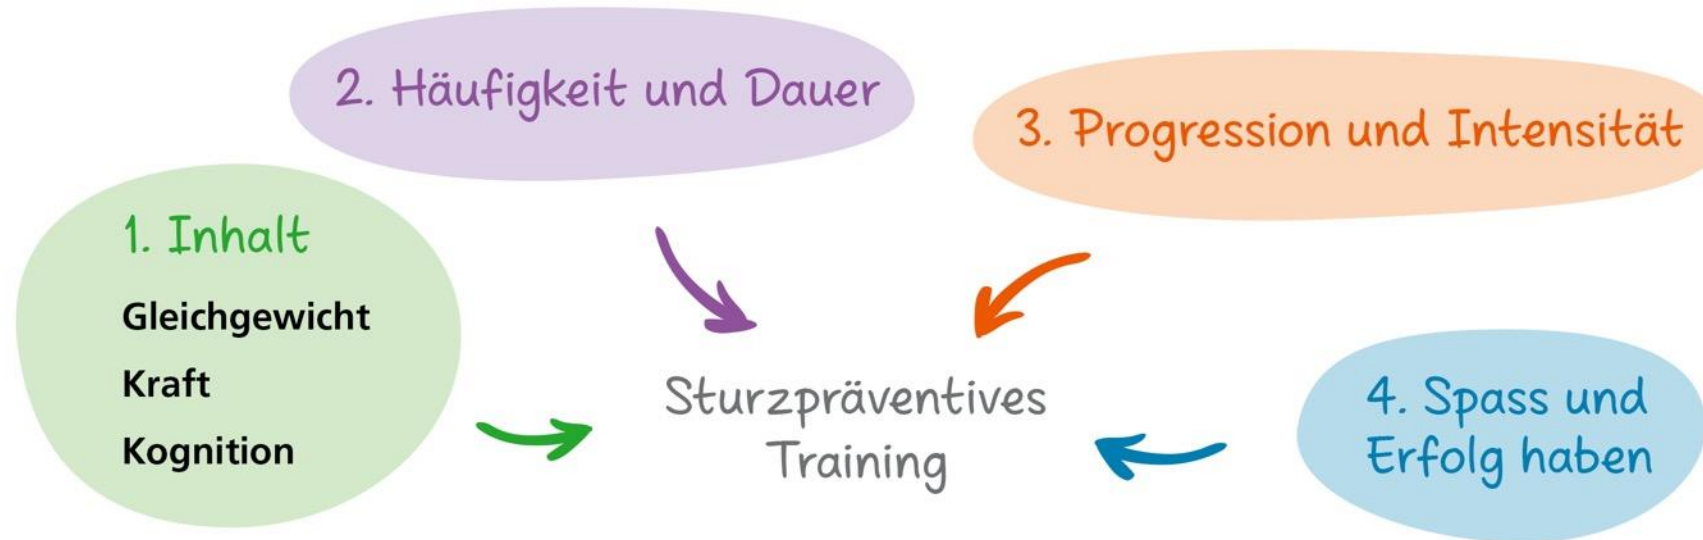 1. Inhalt
Gleichgewicht
Kraft
Kognition
2. Häufigkeit und Dauer
3. Progression und Intensität
4. Spass und
Erfolg haben
Sturzpräventives
Training